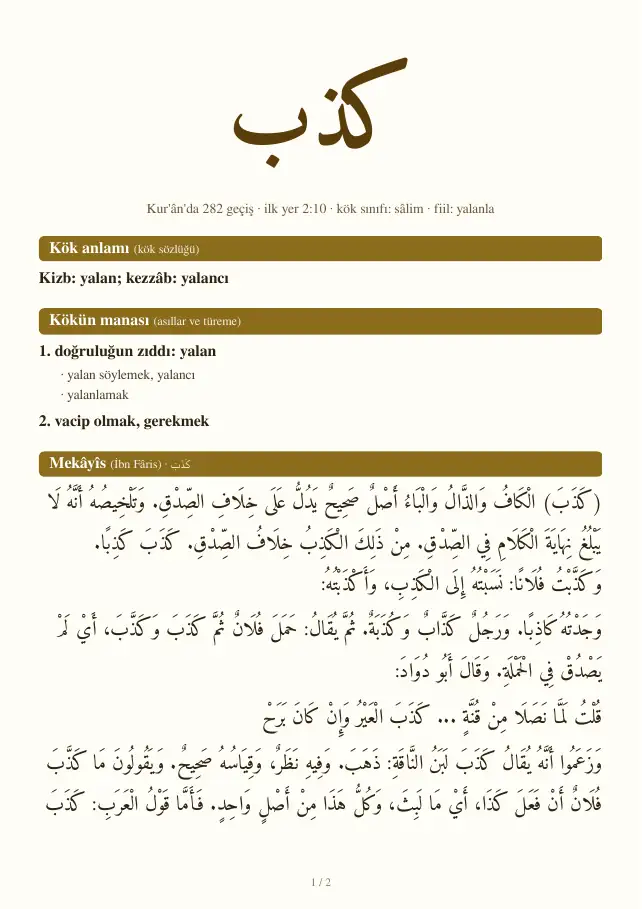 كذب
Kur'ân'da 282 geçiş · ilk yer 2:10 · kök sınıfı: sâlim · fiil: yalanla
Kök anlamı (kök sözlüğü)
Kizb: yalan; kezzâb: yalancı
Kökün manası (asıllar ve türeme)
1. doğruluğun zıddı: yalan
· yalan söylemek, yalancı
· yalanlamak
2. vacip olmak, gerekmek
Mekâyîs (İbn Fâris) · كَذَبَ
(كَذَبَ) الْكَافُ وَالذَّالُ وَالْبَاءُ أَصْلٌ صَحِيحٌ يَدُلُّ عَلَى خِلَافِ الصِّدْقِ. وَتَلْخِيصُهُ أَنَّهُ لَا
يَبْلُغُ نِهَايَةَ الْكَلَامِ فِي الصِّدْقِ. مِنْ ذَلِكَ الْكَذِبُ خِلَافُ الصِّدْقِ. كَذَبَ كَذِبًا.
وَكَذَّبْتُ فُلَانًا: نَسَبْتُهُ إِلَى الْكَذِبِ، وَأَكْذَبْتُهُ:
وَجَدْتُهُ كَاذِبًا. وَرَجُلٌ كَذَّابٌ وَكُذَبَةٌ. ثُمَّ يُقَالُ: حَمَلَ فُلَانٌ ثُمَّ كَذَبَ وَكَذَّبَ، أَيْ لَمْ
يَصْدُقْ فِي الْحَمْلَةِ. وَقَالَ أَبُو دُوَادَ:
قُلْتُ لَمَّا نَصَلَا مِنْ قُنَّةٍ ... كَذَبَ الْعَيْرُ وَإِنْ كَانَ بَرَحْ
وَزَعَمُوا أَنَّهُ يُقَالُ كَذَبَ لَبَنُ النَّاقَةِ: ذَهَبَ. وَفِيهِ نَظَرٌ، وَقِيَاسُهُ صَحِيحٌ. وَيَقُولُونَ مَا كَذَّبَ
فُلَانٌ أَنْ فَعَلَ كَذَا، أَيْ مَا لَبِثَ، وَكُلُّ هَذَا مِنْ أَصْلٍ وَاحِدٍ. فَأَمَّا قَوْلُ الْعَرَبِ: كَذَبَ
1 / 2